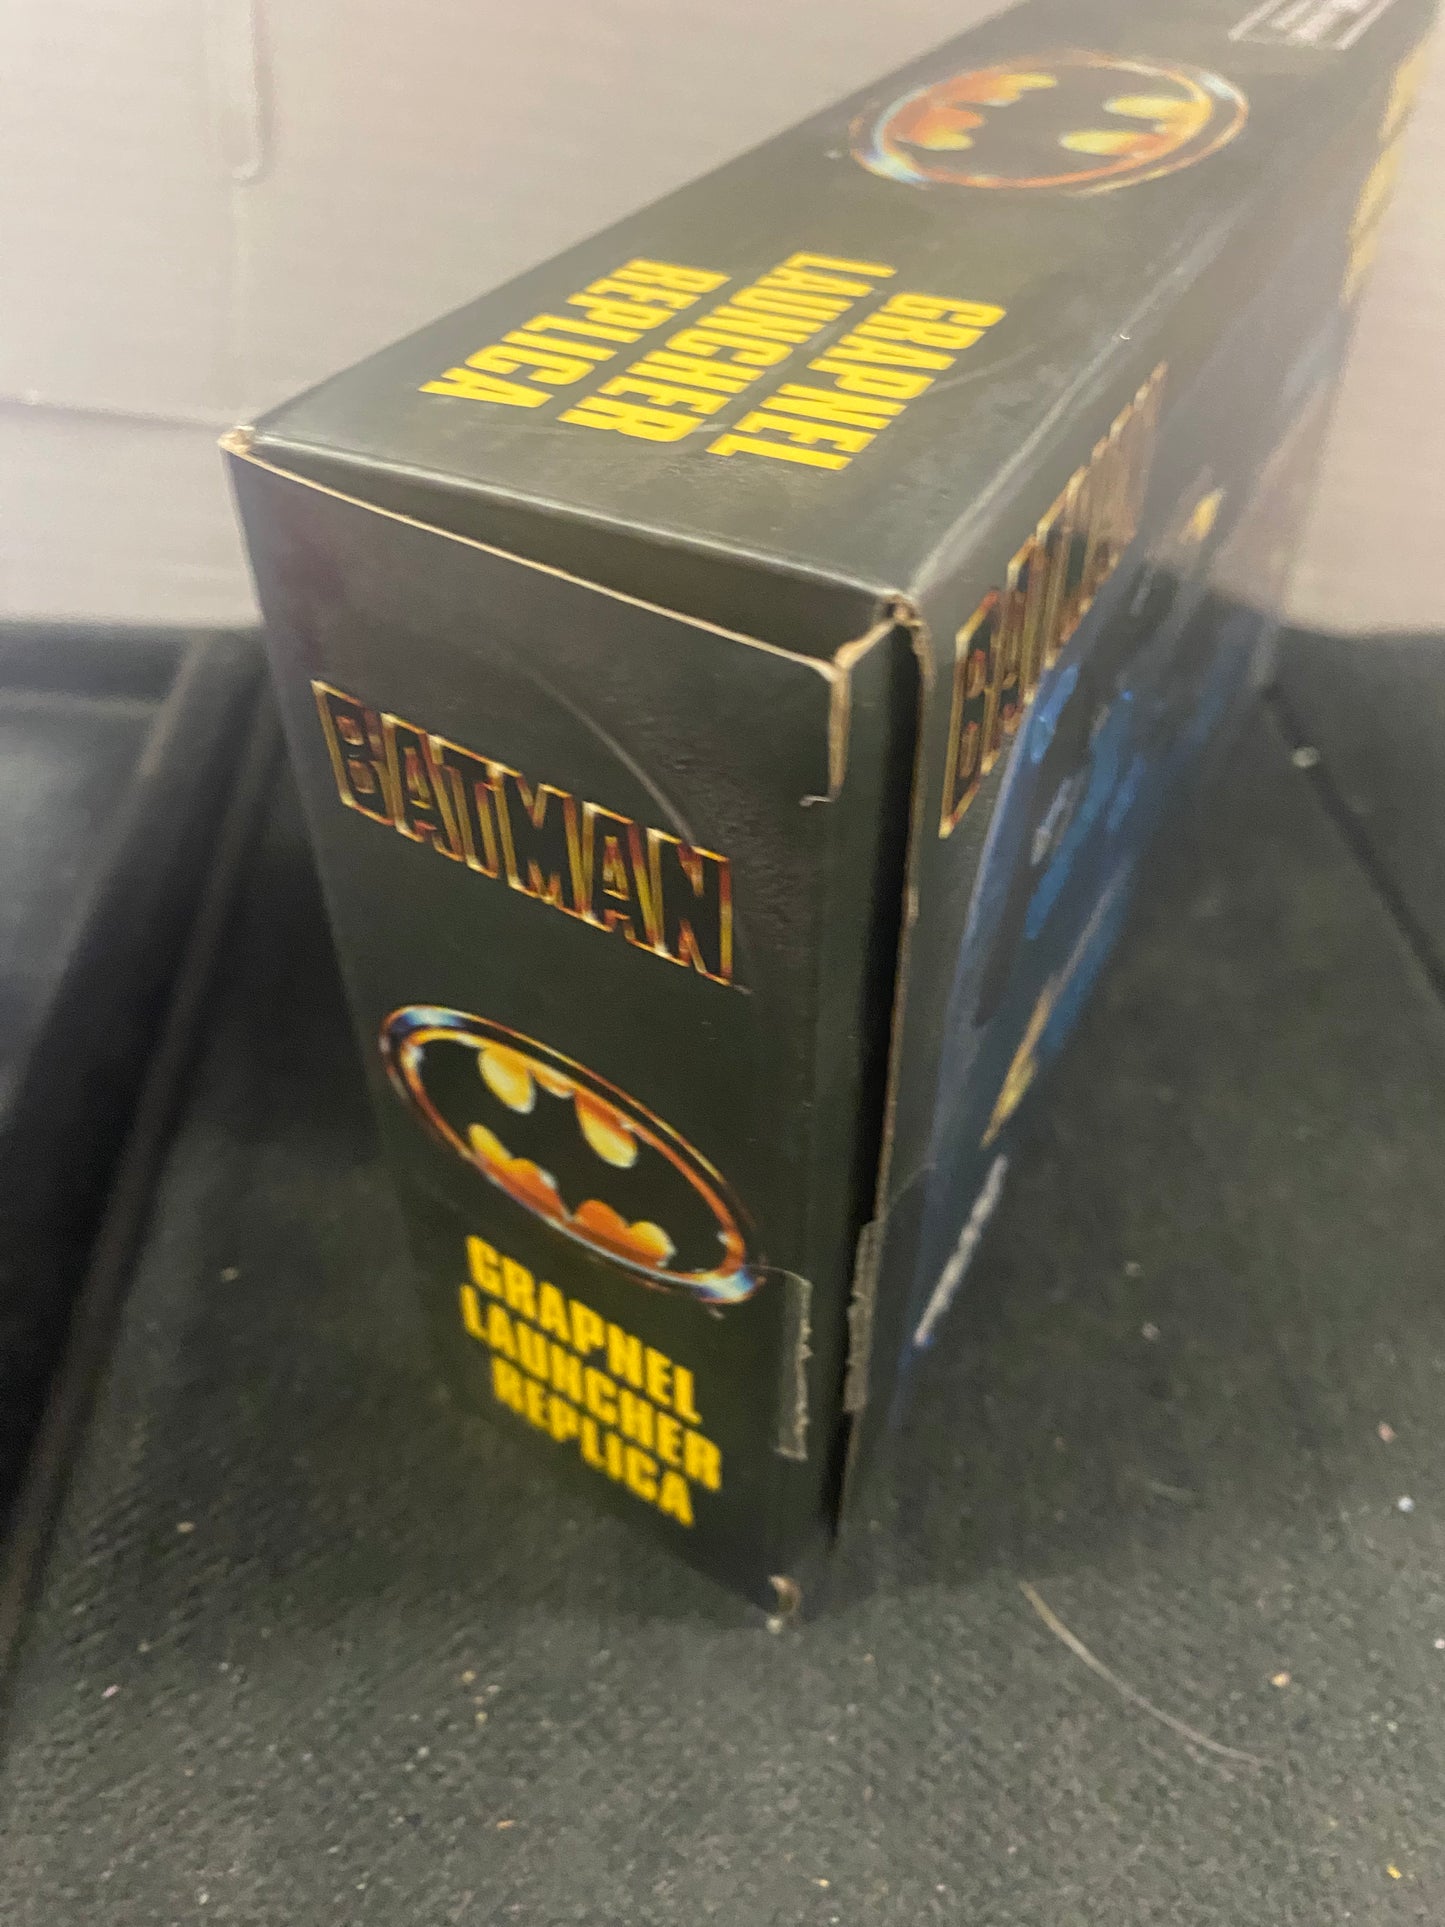 GRAPNEL
LAUNCHER
REPLICA
BATMAN
GRAPNEL
LAUNCHER
REPLICA
BATMAN